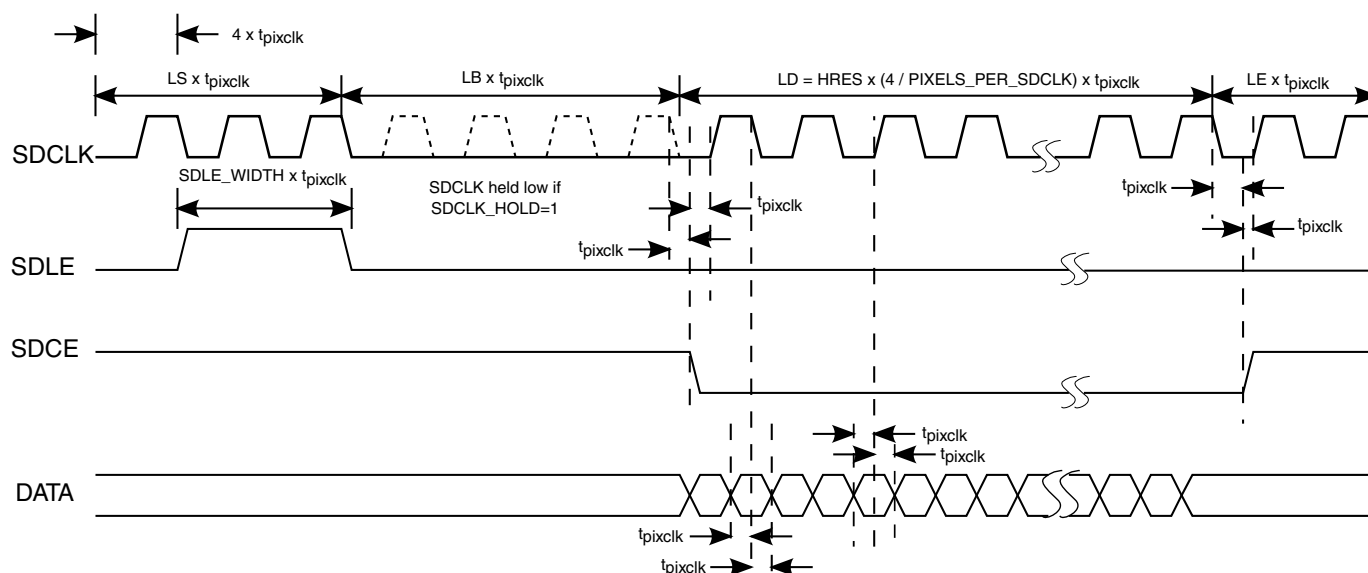 4 x tpixclk
LS x tpixclk
LB x tpixclk
LD = HRES x (4 / PIXELS_PER_SDCLK) x tpixclk
LE x tpixclk
SDCLK
SDLE_WIDTH x tpixclk
SDCLK held low if
SDCLK_HOLD=1
tpixclk
tpixclk
tpixclk
tpixclk
SDLE
SDCE
tpixclk
tpixclk
DATA
tpixclk
tpixclk